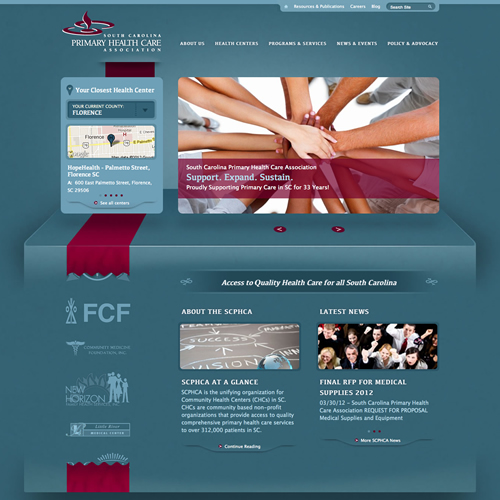 Resources & Publications Careers Blog Search Site
SOUTH CAROLINA
PRIMARY HEALTH CARE
ASSOCIATION
ABOUT US HEALTH CENTERS PROGRAMS & SERVICES NEWS & EVENTS POLICY & ADVOCACY
Your Closest Health Center
YOUR CURRENT COUNTY:
FLORENCE
Florence
HopeHealth - Palmetto Street,
Florence SC
A: 600 East Palmetto Street, Florence,
SC 29506
See all centers
South Carolina Primary Health Care Association
Support. Expand. Sustain.
Proudly Supporting Primary Care in SC for 33 Years!
Access to Quality Health Care for all South Carolina
FCF
COMMUNITY MEDICINE
FOUNDATION, INC.
NEW
HORIZON
Little River
MEDICAL CENTER
ABOUT THE SCPHCA
SUCCESS
VISION
SCPHCA AT A GLANCE
SCPHCA is the unifying organization for
Community Health Centers (CHCs) in SC.
CHCs are community based non-profit
organizations that provide access to quality
comprehensive primary health care services
to over 312,000 patients in SC.
Continue Reading
LATEST NEWS
FINAL RFP FOR MEDICAL
SUPPLIES 2012
03/30/12 - South Carolina Primary Health
Care Association REQUEST FOR PROPOSAL
Medical Supplies and Equipment
More SCPHCA News